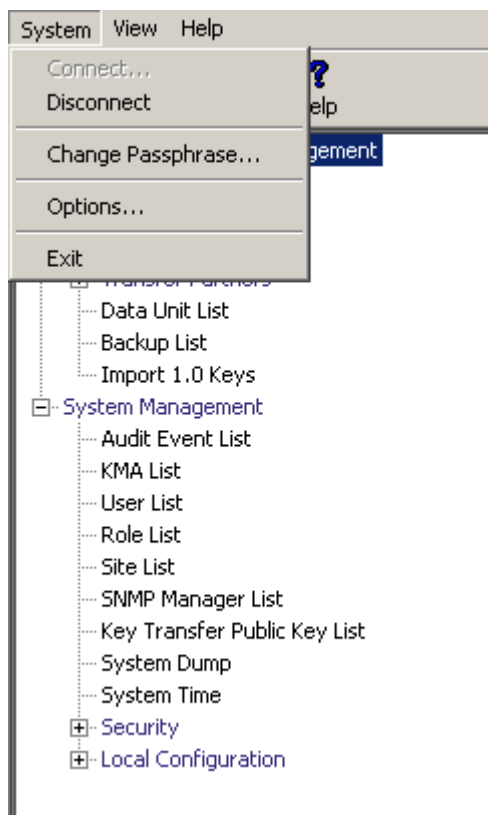 System View Help
Connect...
Disconnect
elp
Change Passphrase...
gement
Options...
Exit
Transfer Partners
Data Unit List
Backup List
Import 1.0 Keys
System Management
Audit Event List
KMA List
User List
Role List
Site List
SNMP Manager List
Key Transfer Public Key List
System Dump
System Time
Security
Local Configuration